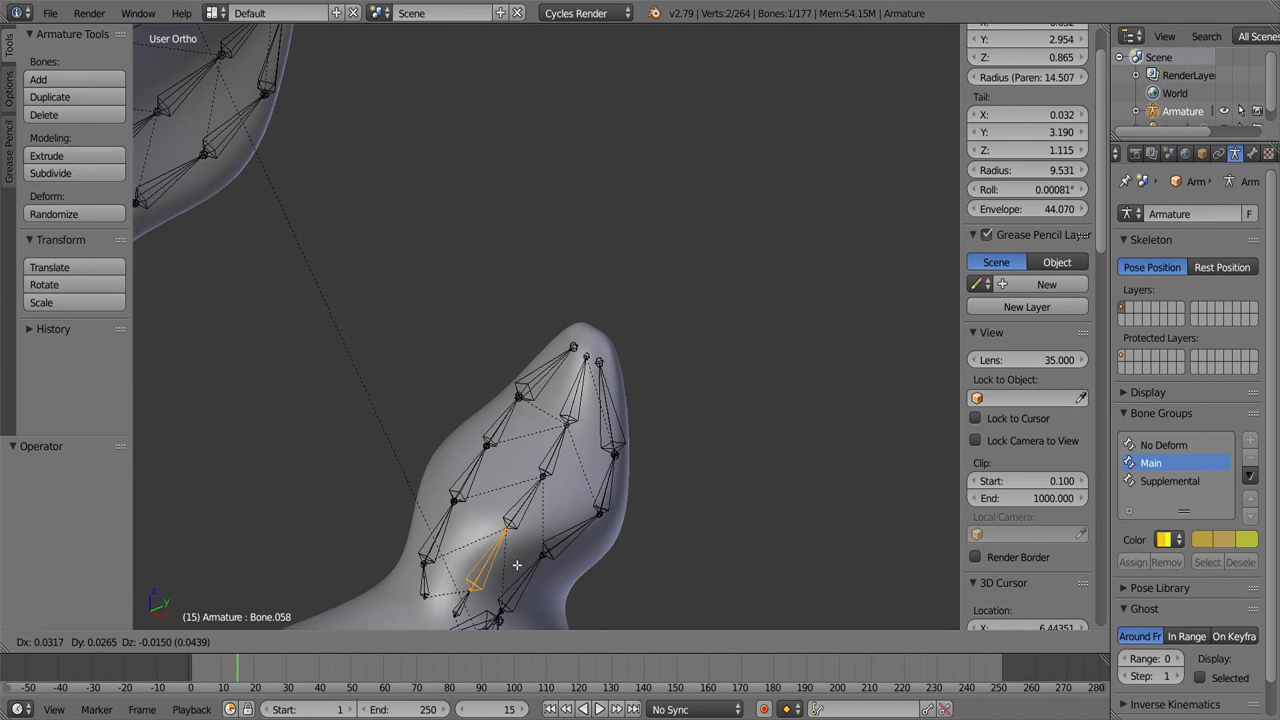 File Render Window Help Default Scene Cycles Render v2.79 | Verts:2/264 | Bones:1/177 | Mem:54.15M | Armature View Search All Scenes
Tools
Options
Grease Pencil
Armature Tools
Bones:
Add
Duplicate
Delete
Modeling:
Extrude
Subdivide
Deform:
Randomize
Transform
Translate
Rotate
Scale
History
Operator
User Ortho
(15) Armature : Bone.058
Dx: 0.0317 Dy: 0.0265 Dz: -0.0150 (0.0439)
Y: 2.954
Z: 0.865
Radius (Paren: 14.507
Tail:
X: 0.032
Y: 3.190
Z: 1.115
Radius: 9.531
Roll: 0.00081°
Envelope: 44.070
Grease Pencil Laye
Scene Object
New
New Layer
View
Lens: 35.000
Lock to Object:
Lock to Cursor
Lock Camera to View
Clip:
Start: 0.100
End: 1000.000
Local Camera:
Render Border
3D Cursor
Location:
X: 6.44351
Scene
RenderLaye
World
Armature
Arm Arm
Armature F
Skeleton
Pose Position Rest Position
Layers:
Protected Layers:
Display
Bone Groups
No Deform
Main
Supplemental
Color
Assign Remov Select Desele
Pose Library
Ghost
Around Fr In Range On Keyfra
Range: 0 Display:
Step: 1 Selected
Inverse Kinematics
-50 -40 -30 -20 -10 0 10 20 30 40 50 60 70 80 90 100 110 120 130 140 150 160 170 180 190 200 210 220 230 240 250 260 270 280
View Marker Frame Playback Start: 1 End: 250 15 No Sync